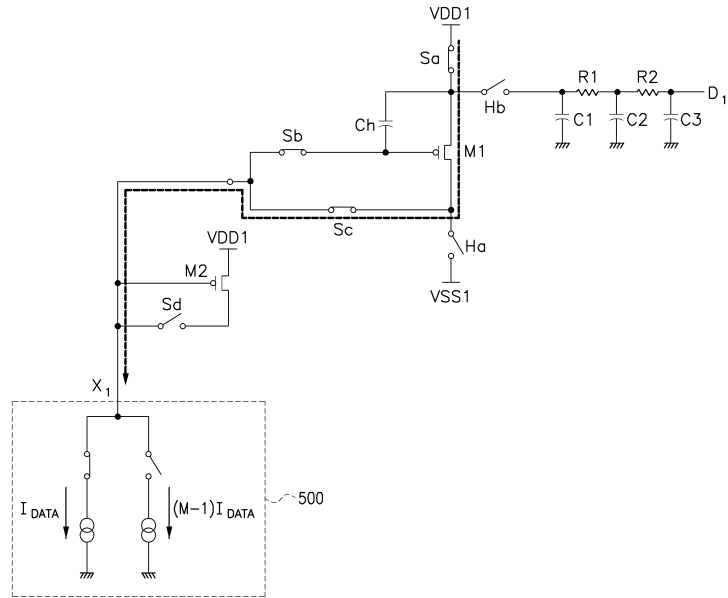 VDD1
Sa
Hb
R1
R2
D1
C1
C2
C3
Ch
M1
Sb
Sc
Ha
VSS1
VDD1
M2
Sd
X1
IDATA
(M-1)IDATA
500